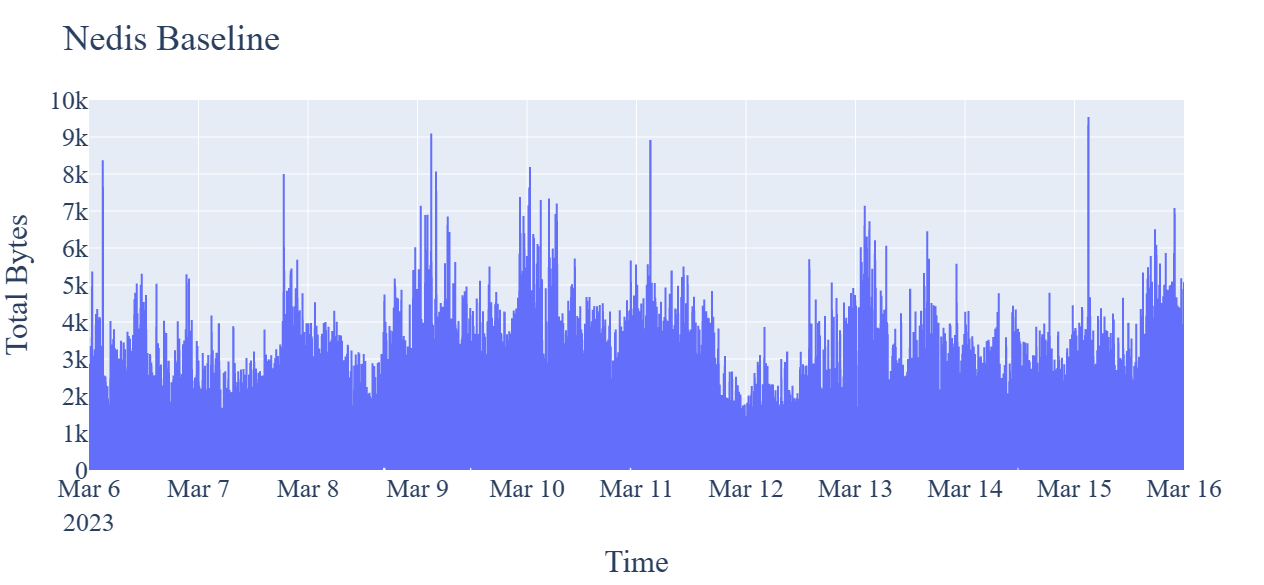 Nedis Baseline
10k
9k
8k
7k
6k
5k
4k
3k
2k
1k
0
Total Bytes
Mar 6 Mar 7 Mar 8 Mar 9 Mar 10 Mar 11 Mar 12 Mar 13 Mar 14 Mar 15 Mar 16
2023
Time